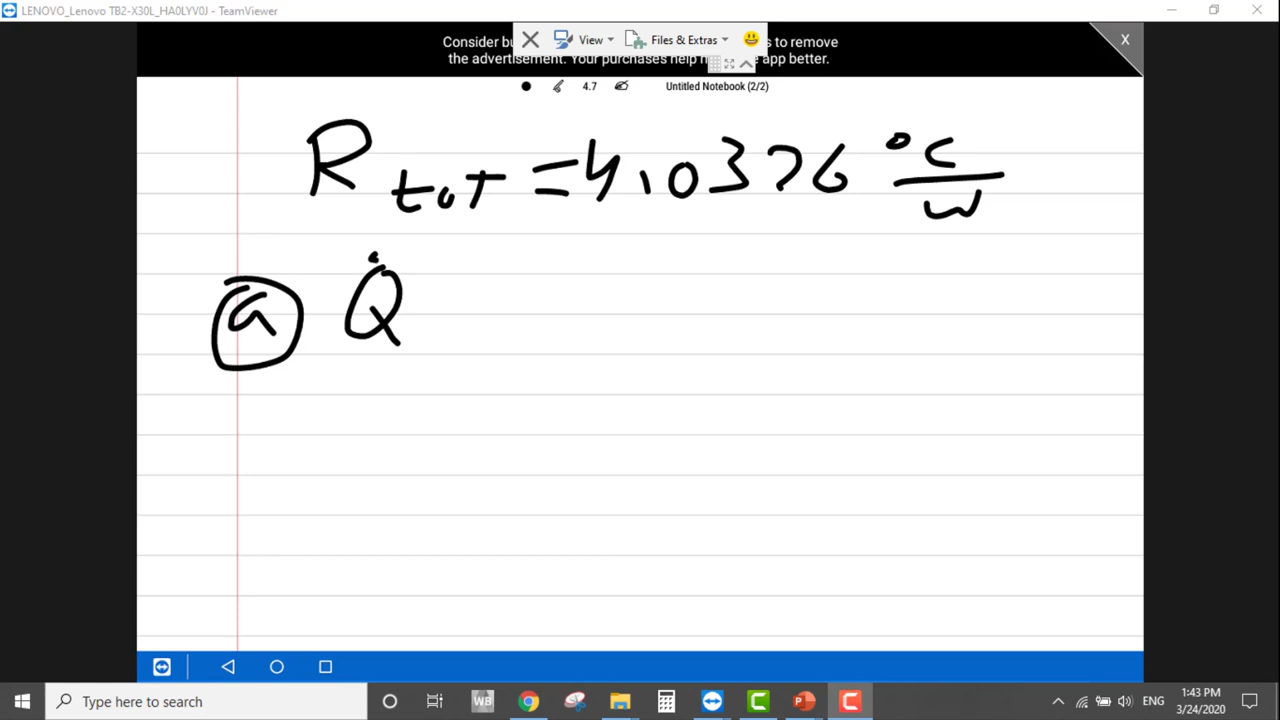 LENOVO_Lenovo TB2-X30L_HA0LYV0J - TeamViewer
View
Files & Extras
Consider bu s to remove
the advertisement. Your purchases help app better.
X
4.7
Untitled Notebook (2/2)
R tot = 4.0376 °C/W
a Q̇
WB
Type here to search
ENG
1:43 PM
3/24/2020